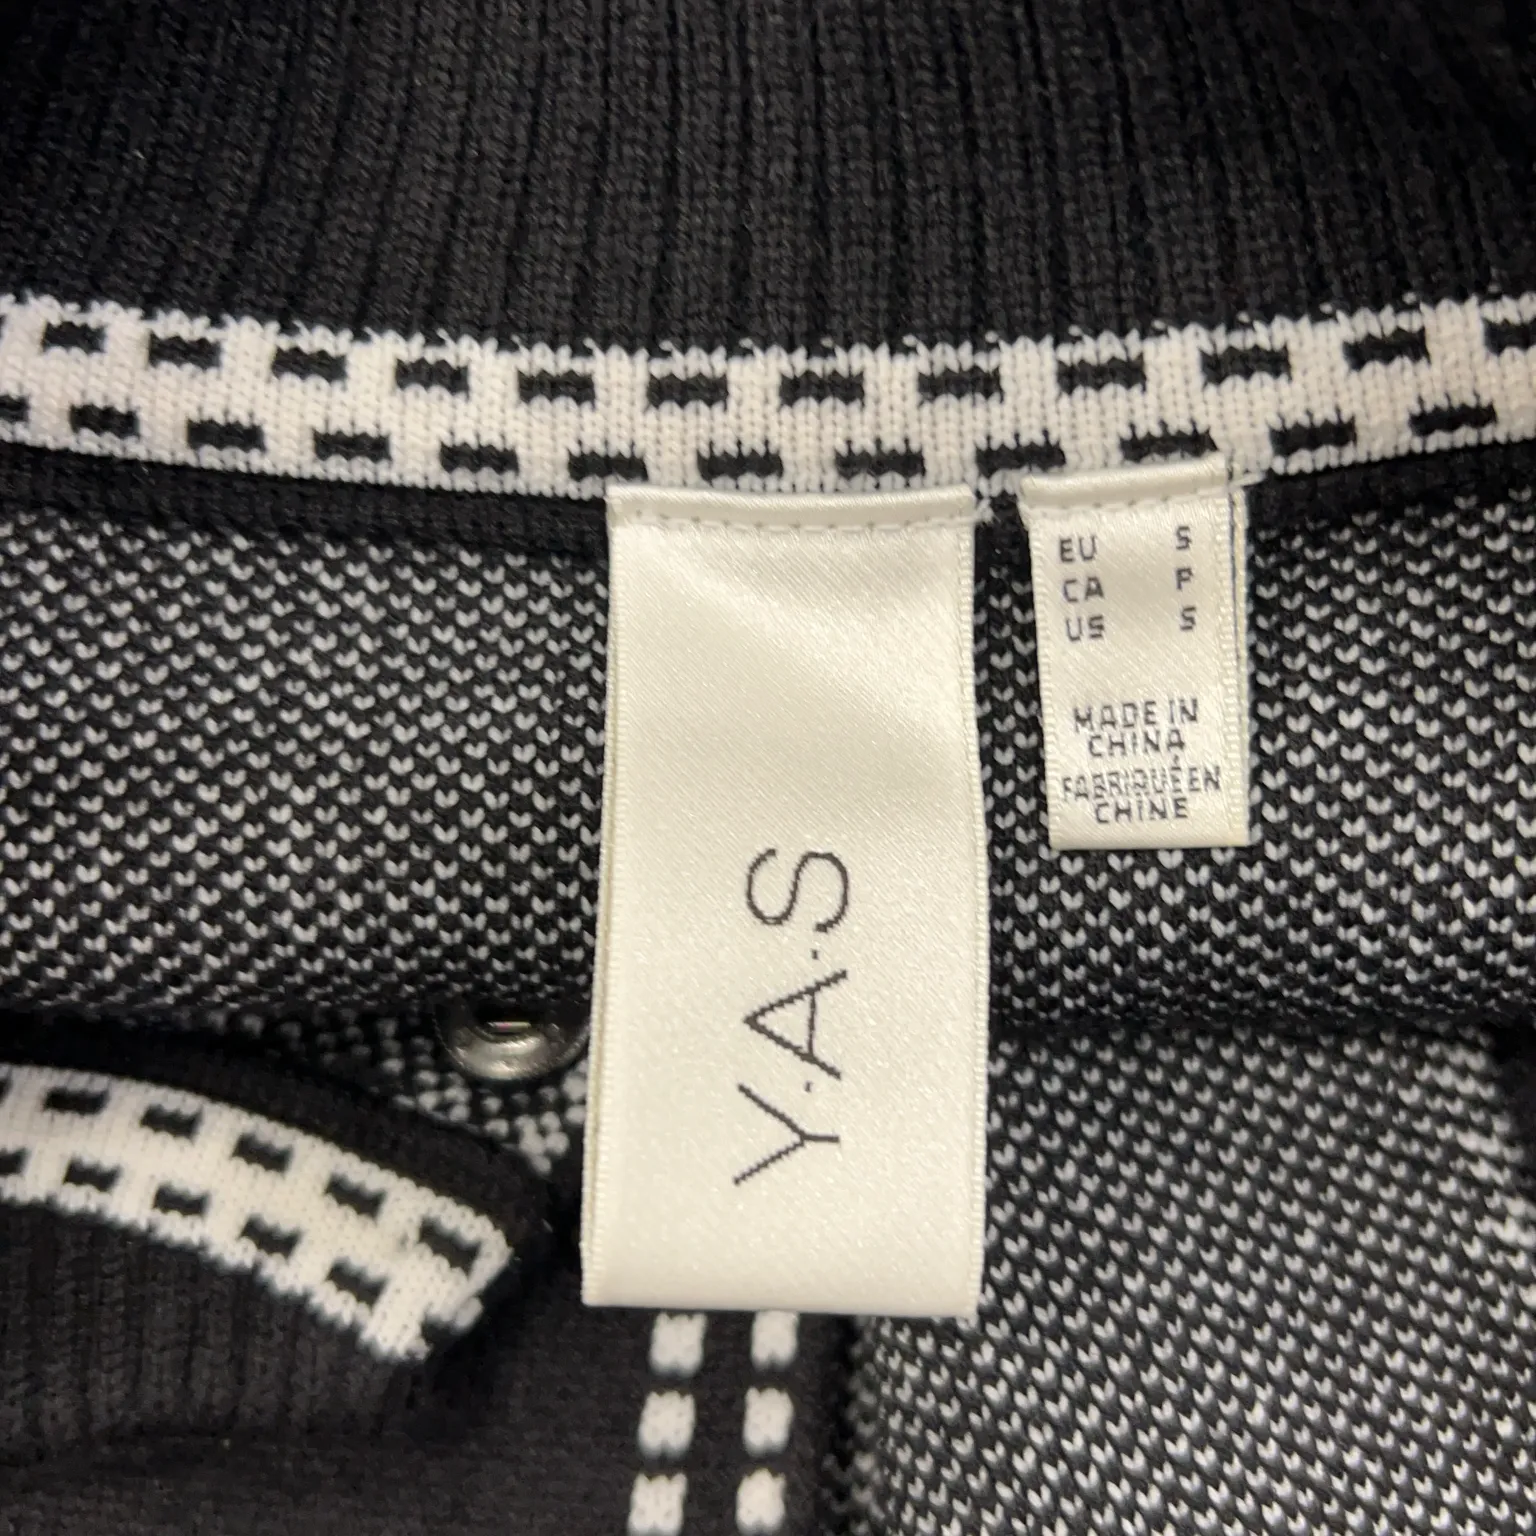 Y·A·S
EU S
CA P
US S
MADE IN
CHINA
FABRIQUÉ EN
CHINE